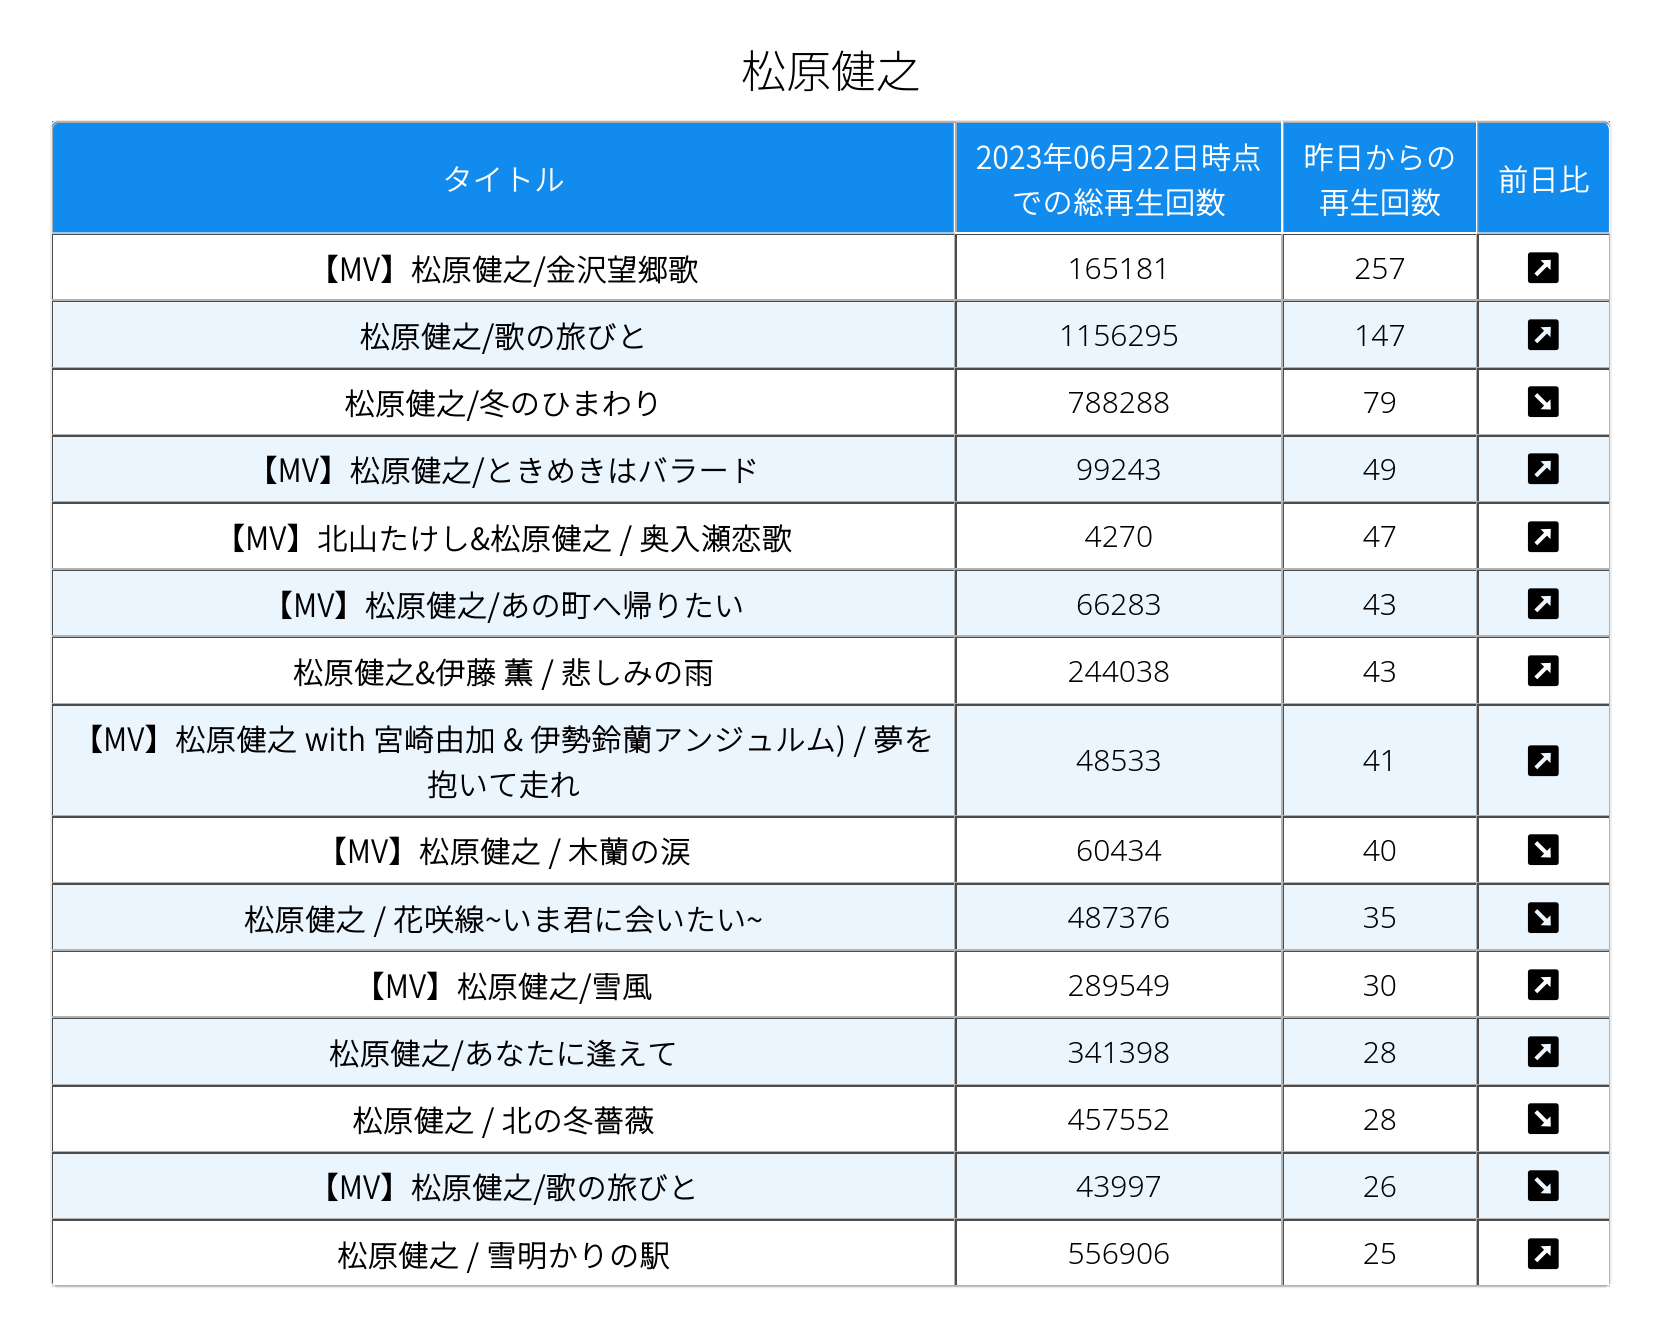 松原健之
タイトル
2023年06月22日時点
での総再生回数
昨日からの
再生回数
前日比
【MV】松原健之/金沢望郷歌 165181 257
松原健之/歌の旅びと 1156295 147
松原健之/冬のひまわり 788288 79
【MV】松原健之/ときめきはバラード 99243 49
【MV】北山たけし&松原健之 / 奥入瀬恋歌 4270 47
【MV】松原健之/あの町へ帰りたい 66283 43
松原健之&伊藤 薫 / 悲しみの雨 244038 43
【MV】松原健之 with 宮崎由加 & 伊勢鈴蘭アンジュルム) / 夢を
抱いて走れ 48533 41
【MV】松原健之 / 木蘭の涙 60434 40
松原健之 / 花咲線~いま君に会いたい~ 487376 35
【MV】松原健之/雪風 289549 30
松原健之/あなたに逢えて 341398 28
松原健之 / 北の冬薔薇 457552 28
【MV】松原健之/歌の旅びと 43997 26
松原健之 / 雪明かりの駅 556906 25